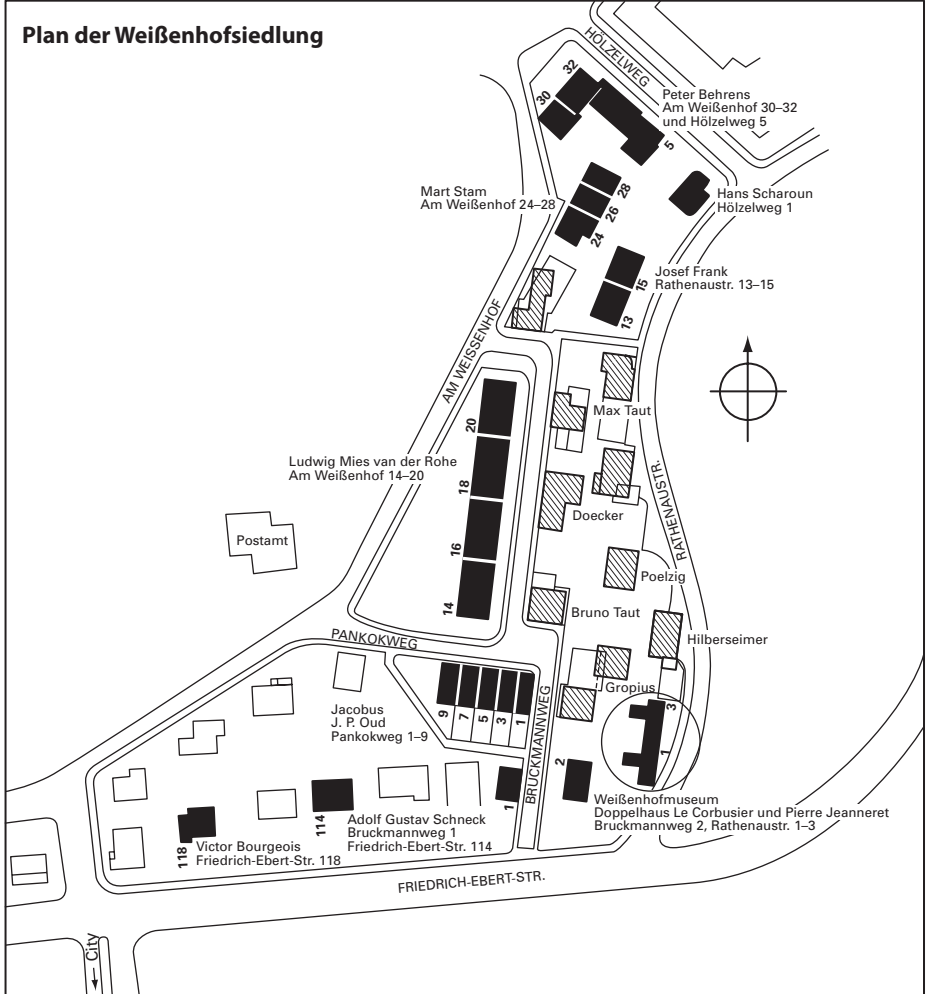 Plan der Weißenhofsiedlung
HÖLZELWEG
32
30
Peter Behrens
Am Weißenhof 30–32
und Hölzelweg 5
5
Mart Stam
Am Weißenhof 24–28
28
26
24
Hans Scharoun
Hölzelweg 1
Josef Frank
Rathenaustr. 13–15
15
13
AM WEISSENHOF
Max Taut
20
Ludwig Mies van der Rohe
Am Weißenhof 14–20
18
RATHENAUSTR.
Doecker
Postamt
16
Poelzig
14
Bruno Taut
PANKOKWEG
Hilberseimer
Gropius
9
7
5
3
1
Jacobus
J. P. Oud
Pankokweg 1–9
BRUCKMANNWEG
3
1
2
1
Weißenhofmuseum
Doppelhaus Le Corbusier und Pierre Jeanneret
Bruckmannweg 2, Rathenaustr. 1–3
114
Adolf Gustav Schneck
Bruckmannweg 1
Friedrich-Ebert-Str. 114
118
Victor Bourgeois
Friedrich-Ebert-Str. 118
FRIEDRICH-EBERT-STR.
← City